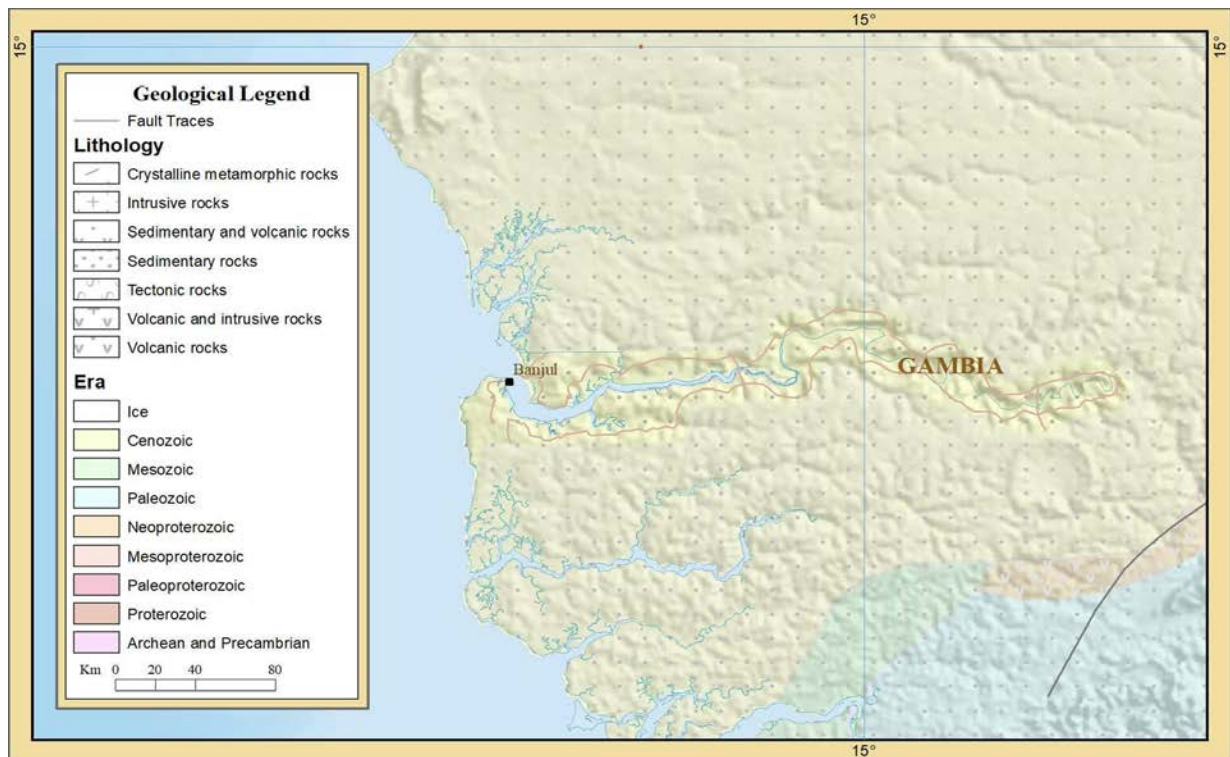 15°
15°
15°
Geological Legend
Fault Traces
Lithology
Crystalline metamorphic rocks
Intrusive rocks
Sedimentary and volcanic rocks
Sedimentary rocks
Tectonic rocks
Volcanic and intrusive rocks
Volcanic rocks
Era
Ice
Cenozoic
Mesozoic
Paleozoic
Neoproterozoic
Mesoproterozoic
Paleoproterozoic
Proterozoic
Archean and Precambrian
Km 0 20 40 80
Banjul
GAMBIA
15°